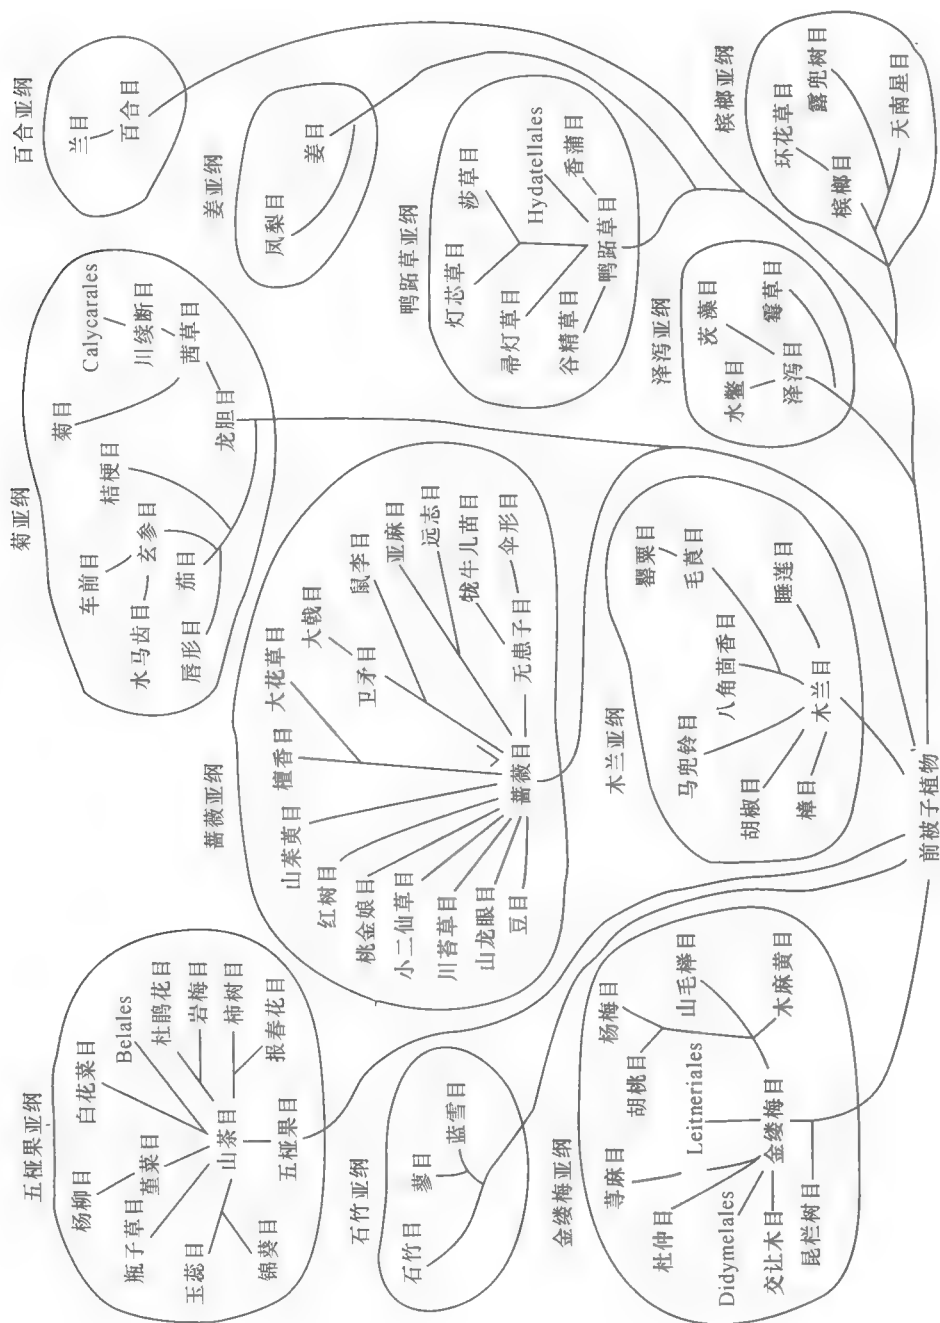 五桠果亚纲
杨柳目
白花菜目
Belales
杜鹃花目
岩梅目
柿树目
报春花目
瓶子草目
堇菜目
山茶目
玉蕊目
锦葵目
五桠果目
石竹亚纲
石竹目
蓼目
蓝雪目
金缕梅亚纲
荨麻目
胡桃目
杨梅目
山毛榉目
木麻黄目
Leitneriales
杜仲目
Didymelales
交让木目
金缕梅目
昆栏树目
菊亚纲
车前目
桔梗目
菊目
Calycarales
川续断目
茜草目
水马齿目
玄参目
唇形目
茄目
龙胆目
蔷薇亚纲
檀香目
大花草目
大戟目
卫矛目
鼠李目
亚麻目
远志目
牻牛儿苗目
伞形目
无患子目
山茱萸目
红树目
桃金娘目
小二仙草目
川苔草目
山龙眼目
豆目
蔷薇目
木兰亚纲
马兜铃目
八角茴香目
罂粟目
毛茛目
睡莲目
木兰目
胡椒目
樟目
前被子植物
百合亚纲
兰目
百合目
姜亚纲
凤梨目
姜目
鸭跖草亚纲
灯芯草目
莎草目
Hydatellales
香蒲目
帚灯草目
谷精草目
鸭跖草目
泽泻亚纲
水鳖目
茨藻目
霉草目
泽泻目
槟榔亚纲
环花草目
露兜树目
槟榔目
天南星目